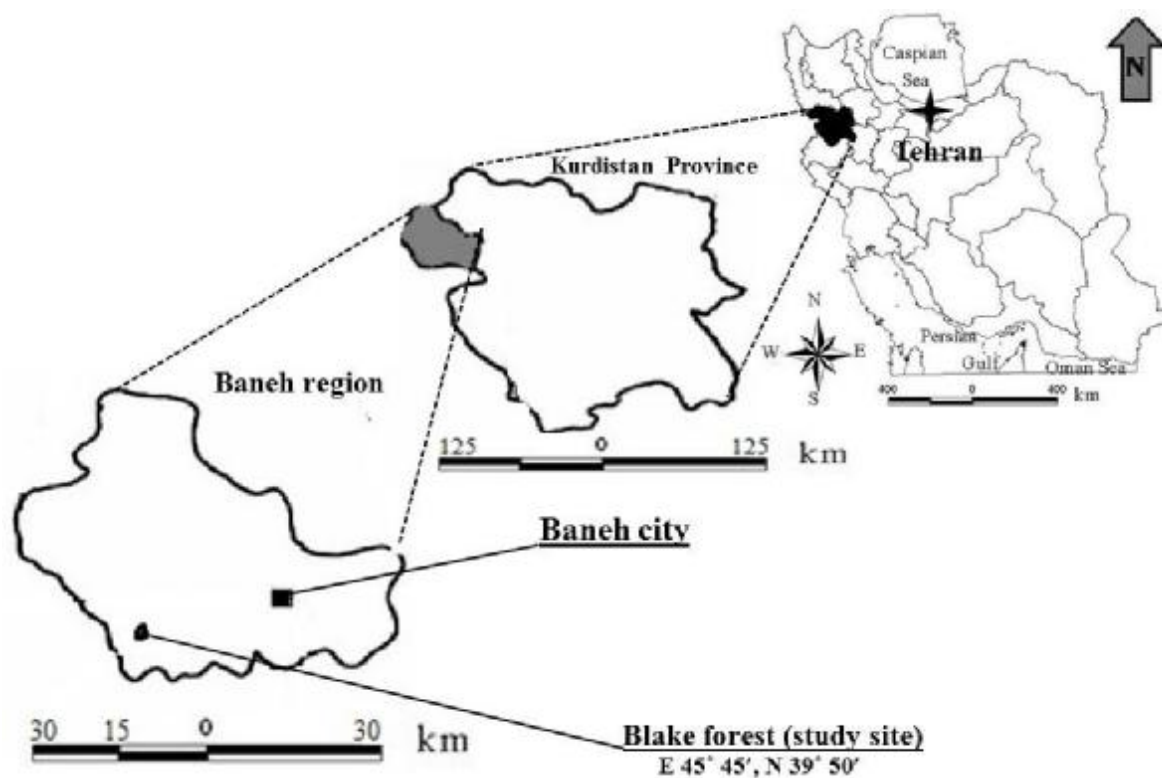 Caspian
Sea
N
Tehran
Kurdistan Province
N
W E
S
Persian
Gulf
Oman Sea
400 0 400
km
Baneh region
125 0 125
km
Baneh city
30 15 0 30
km
Blake forest (study site)
E 45° 45′, N 39° 50′